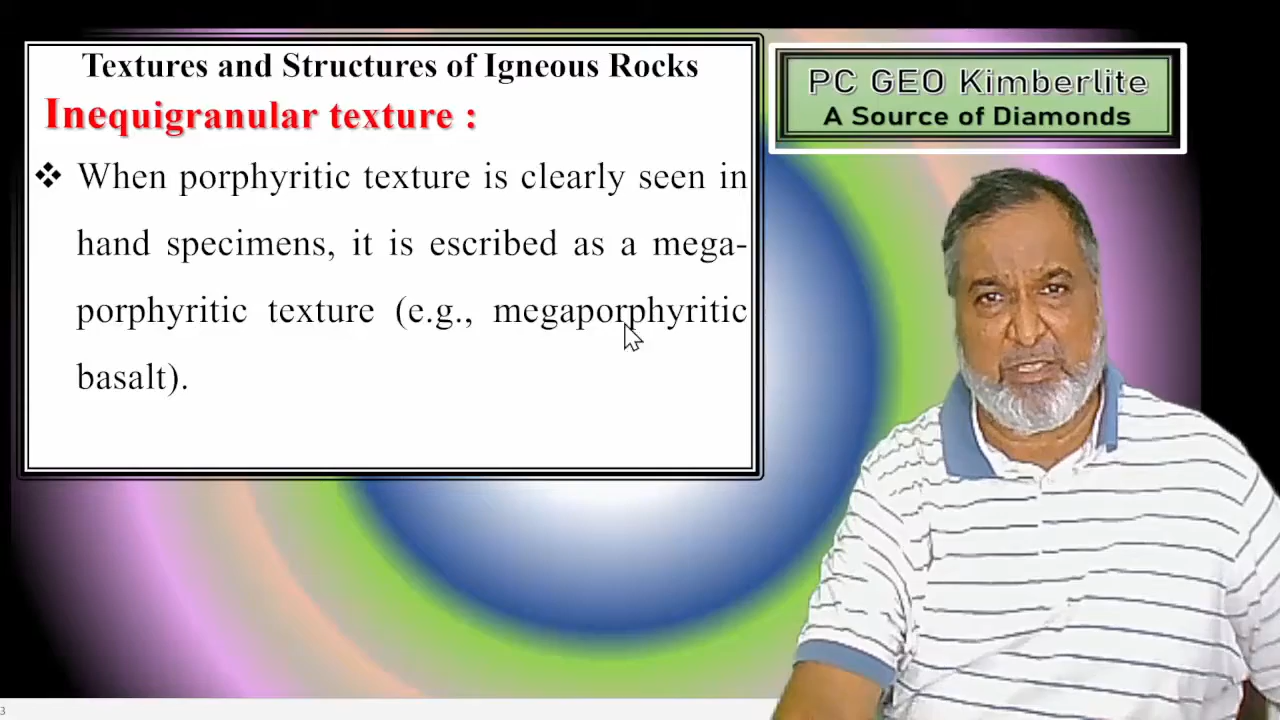 Textures and Structures of Igneous Rocks
Inequigranular texture :
❖ When porphyritic texture is clearly seen in
hand specimens, it is escribed as a mega-
porphyritic texture (e.g., megaporphyritic
basalt).
PC GEO Kimberlite
A Source of Diamonds
3